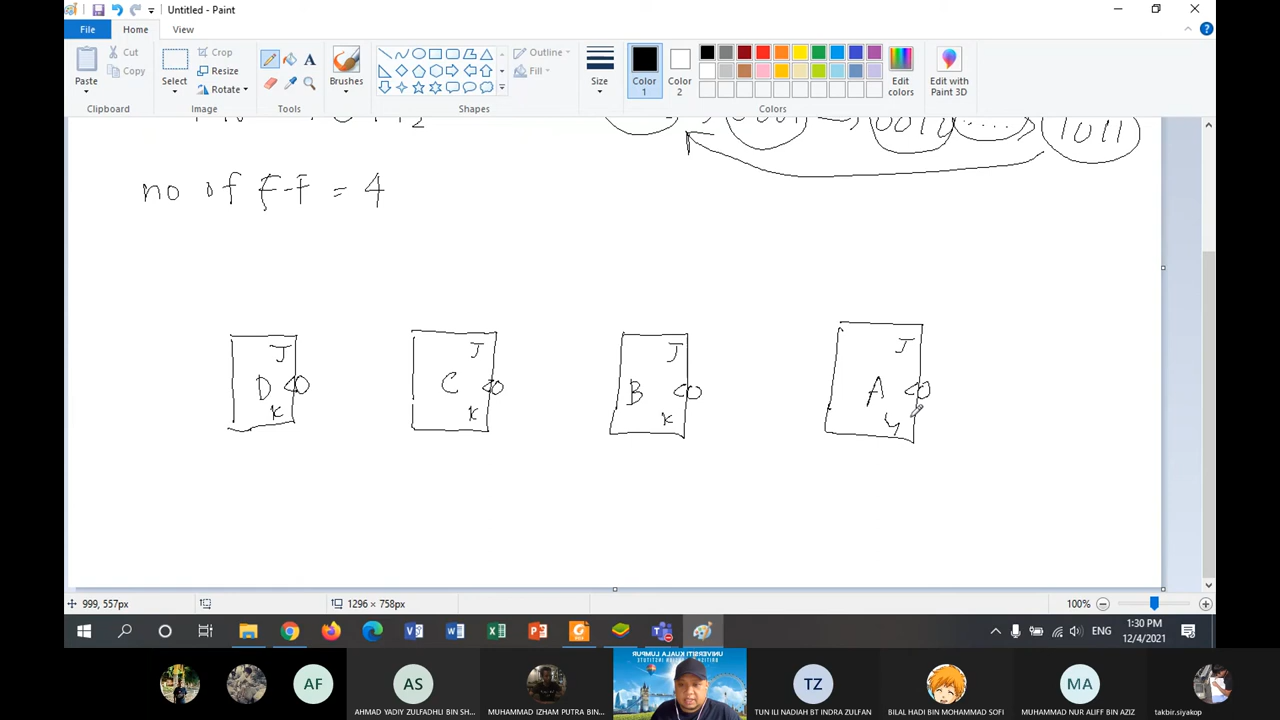 Untitled - Paint
File Home View
Paste
Cut
Copy
Clipboard
Select
Crop
Resize
Rotate
Image
Tools
Brushes
Shapes
Outline
Fill
Size
Color 1
Color 2
Edit colors
Colors
Edit with Paint 3D
0010 ..... 1011
no of F-F = 4
J J J J
D C B A
K K K
999, 557px
1296 × 758px
100%
ENG
1:30 PM
12/4/2021
AF
AS
AHMAD YADIY ZULFADHLI BIN SH...
MUHAMMAD IZHAM PUTRA BIN...
UNIVERSITI KUALA LUMPUR
TZ
TUN ILI NADIAH BT INDRA ZULFAN
BILAL HADI BIN MOHAMMAD SOFI
MA
MUHAMMAD NUR ALIFF BIN AZIZ
takbir.siyakop